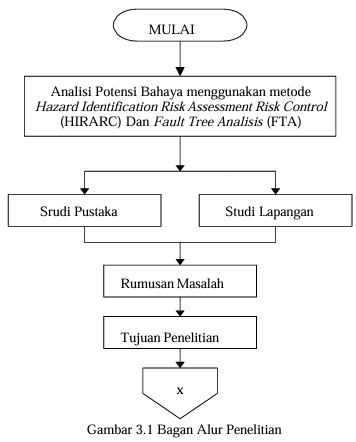 MULAI
Analisi Potensi Bahaya menggunakan metode
Hazard Identification Risk Assessment Risk Control
(HIRARC) Dan Fault Tree Analisis (FTA)
Srudi Pustaka
Studi Lapangan
Rumusan Masalah
Tujuan Penelitian
x
Gambar 3.1 Bagan Alur Penelitian